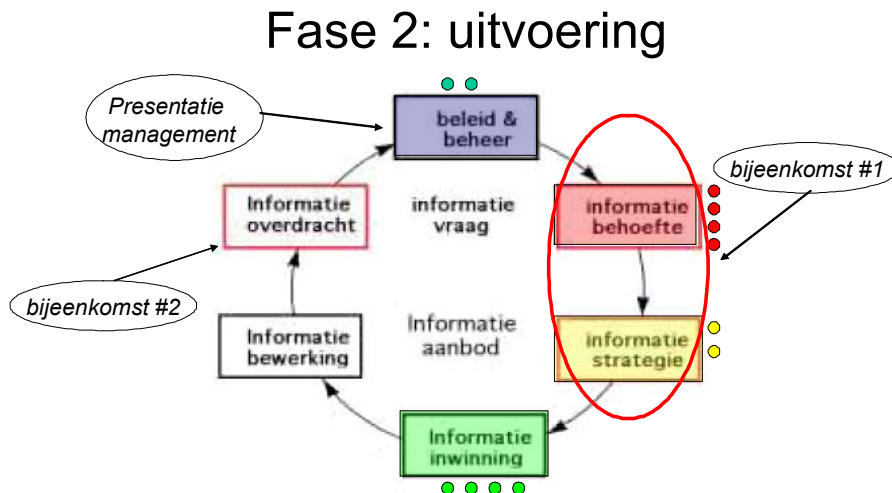 Fase 2: uitvoering
Presentatie
management
beleid &
beheer
bijeenkomst #1
Informatie
overdracht
informatie
vraag
informatie
behoefte
bijeenkomst #2
Informatie
bewerking
Informatie
aanbod
informatie
strategie
Informatie
inwinning